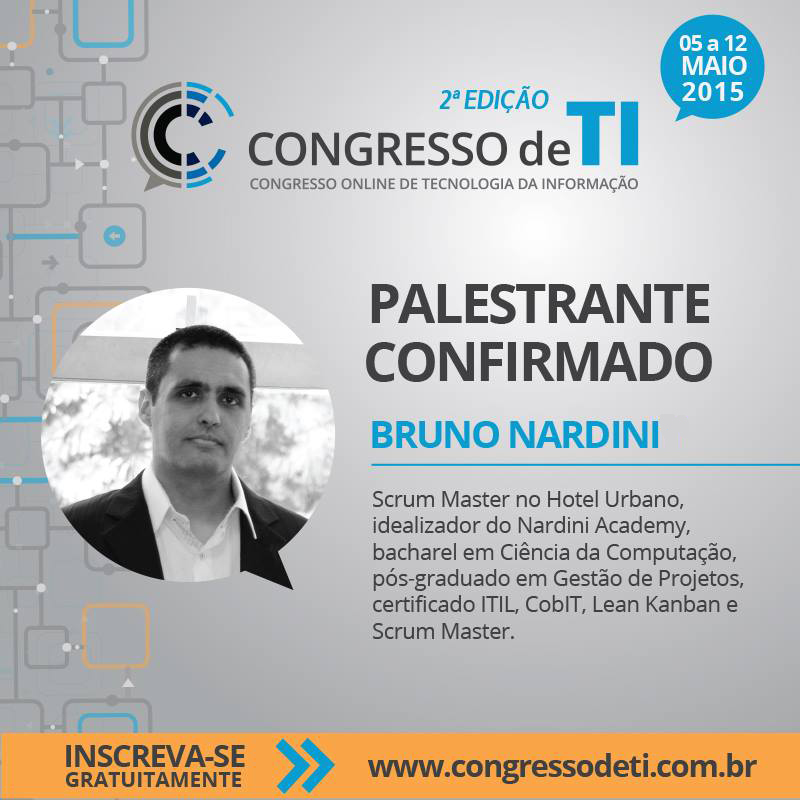 05 a 12
MAIO
2015
2ª EDIÇÃO
CONGRESSO de TI
CONGRESSO ONLINE DE TECNOLOGIA DA INFORMAÇÃO
PALESTRANTE
CONFIRMADO
BRUNO NARDINI
Scrum Master no Hotel Urbano,
idealizador do Nardini Academy,
bacharel em Ciência da Computação,
pós-graduado em Gestão de Projetos,
certificado ITIL, CobIT, Lean Kanban e
Scrum Master.
INSCREVA-SE
GRATUITAMENTE
www.congressodeti.com.br